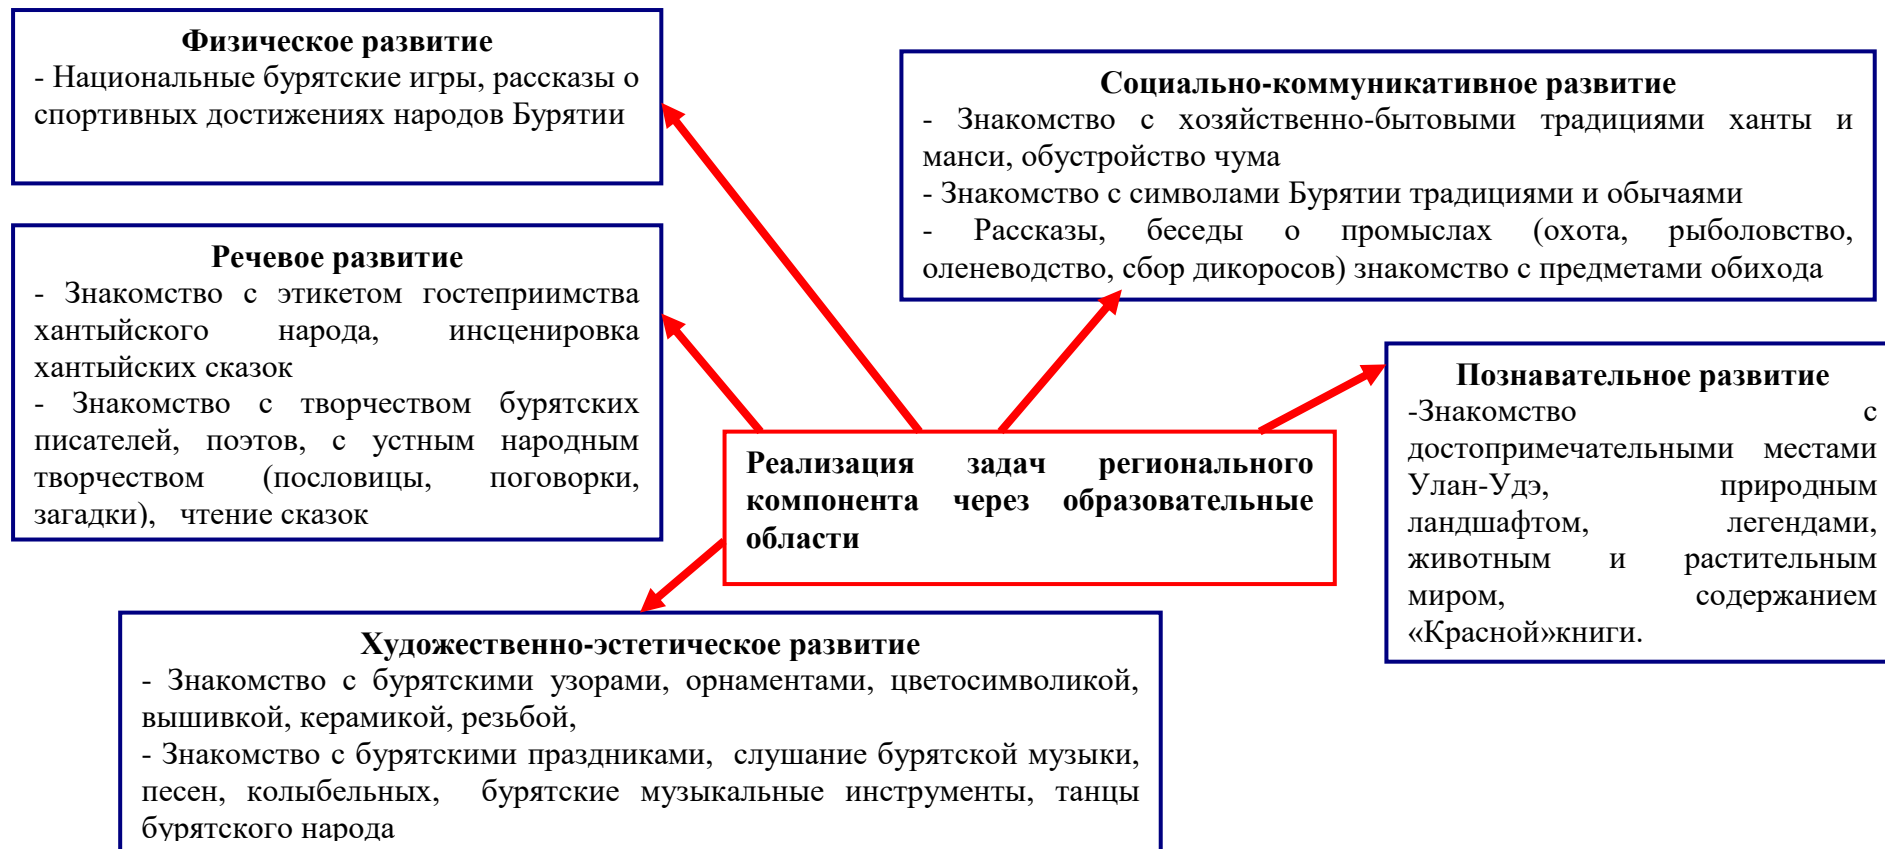 Физическое развитие
- Национальные бурятские игры, рассказы о
спортивных достижениях народов Бурятии
Социально-коммуникативное развитие
- Знакомство с хозяйственно-бытовыми традициями ханты и
манси, обустройство чума
- Знакомство с символами Бурятии традициями и обычаями
- Рассказы, беседы о промыслах (охота, рыболовство,
оленеводство, сбор дикоросов) знакомство с предметами обихода
Речевое развитие
- Знакомство с этикетом гостеприимства
хантыйского народа, инсценировка
хантыйских сказок
- Знакомство с творчеством бурятских
писателей, поэтов, с устным народным
творчеством (пословицы, поговорки,
загадки), чтение сказок
Познавательное развитие
-Знакомство с
достопримечательными местами
Улан-Удэ, природным
ландшафтом, легендами,
животным и растительным
миром, содержанием
«Красной»книги.
Реализация задач регионального
компонента через образовательные
области
Художественно-эстетическое развитие
- Знакомство с бурятскими узорами, орнаментами, цветосимволикой,
вышивкой, керамикой, резьбой,
- Знакомство с бурятскими праздниками, слушание бурятской музыки,
песен, колыбельных, бурятские музыкальные инструменты, танцы
бурятского народа